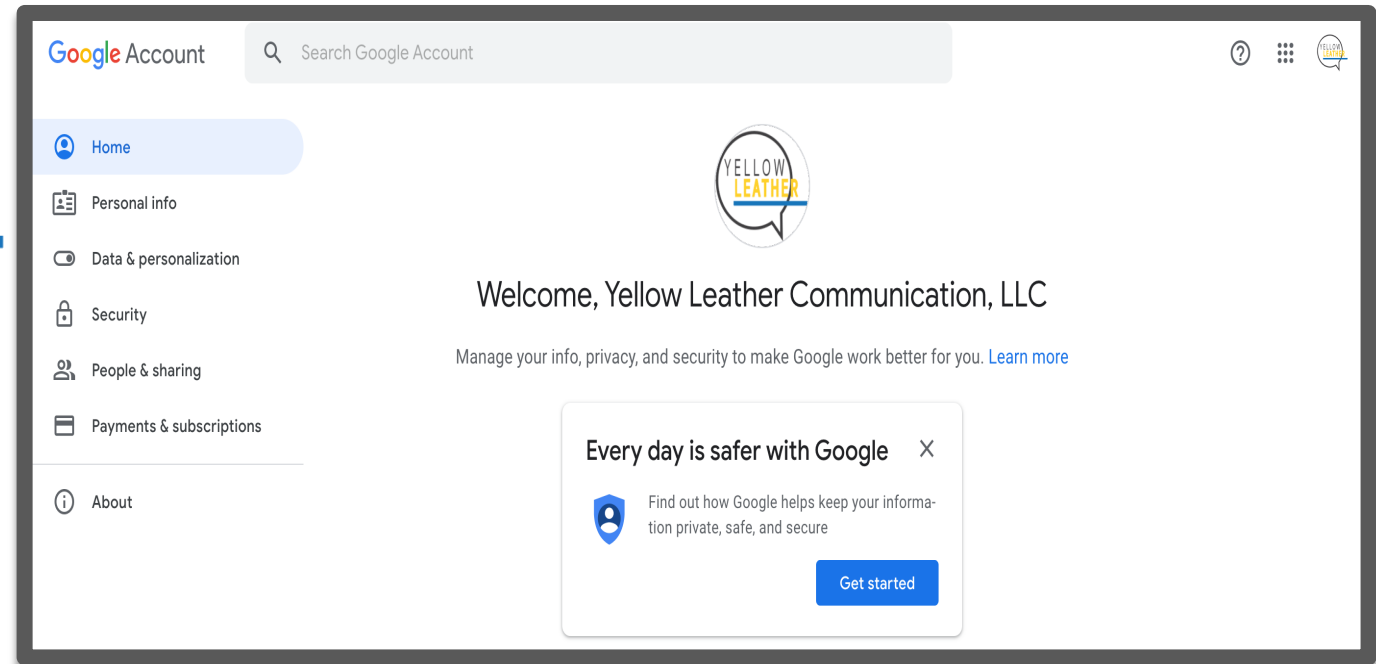 Google Account
Search Google Account
YELLOW
LEATHER
Home
Personal info
Data & personalization
Security
People & sharing
Payments & subscriptions
About
YELLOW
LEATHER
Welcome, Yellow Leather Communication, LLC
Manage your info, privacy, and security to make Google work better for you. Learn more
Every day is safer with Google
Find out how Google helps keep your informa-
tion private, safe, and secure
Get started